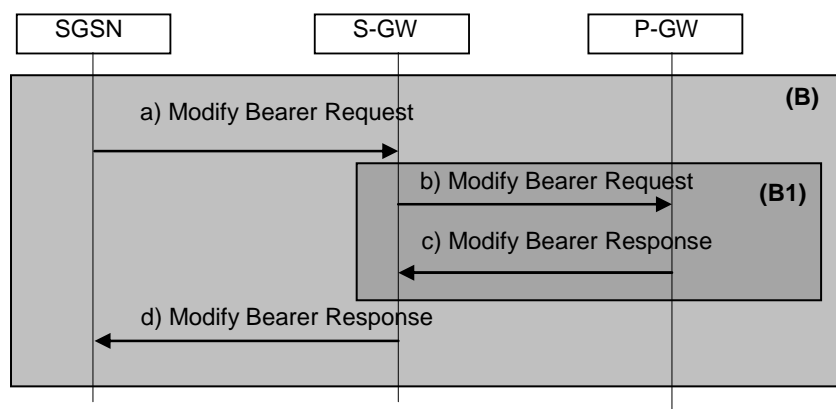 SGSN
S-GW
P-GW
(B)
a) Modify Bearer Request
b) Modify Bearer Request
(B1)
c) Modify Bearer Response
d) Modify Bearer Response